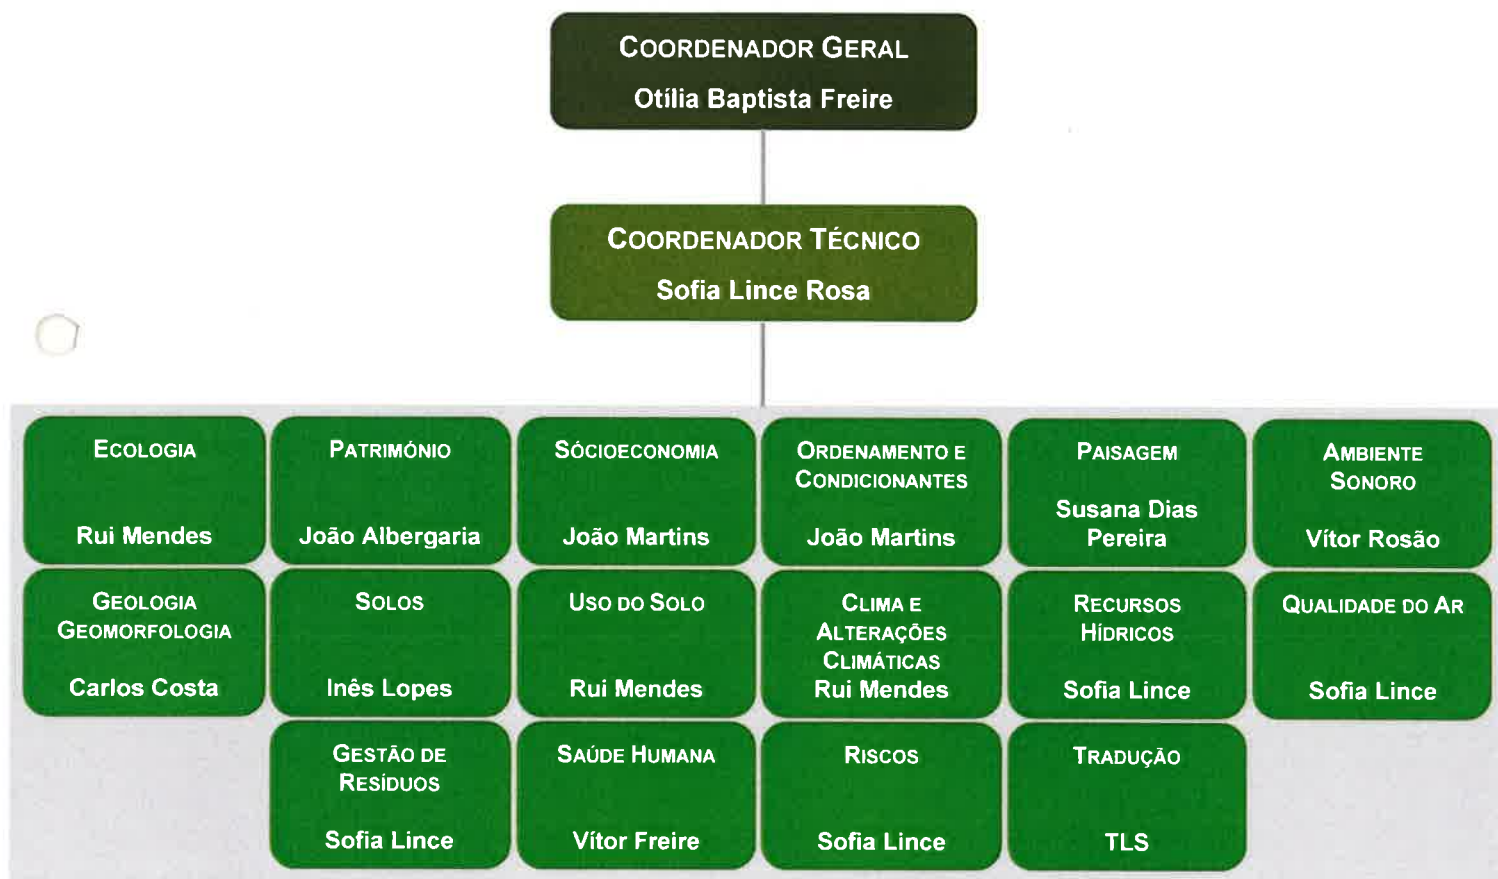 COORDENADOR GERAL
Otília Baptista Freire
COORDENADOR TÉCNICO
Sofia Lince Rosa
ECOLOGIA
Rui Mendes
PATRIMÓNIO
João Albergaria
SÓCIOECONOMIA
João Martins
ORDENAMENTO E
CONDICIONANTES
João Martins
PAISAGEM
Susana Dias
Pereira
AMBIENTE
SONORO
Vítor Rosão
GEOLOGIA
GEOMORFOLOGIA
Carlos Costa
SOLOS
Inês Lopes
USO DO SOLO
Rui Mendes
CLIMA E
ALTERAÇÕES
CLIMÁTICAS
Rui Mendes
RECURSOS
HÍDRICOS
Sofia Lince
QUALIDADE DO AR
Sofia Lince
GESTÃO DE
RESÍDUOS
Sofia Lince
SAÚDE HUMANA
Vítor Freire
RISCOS
Sofia Lince
TRADUÇÃO
TLS